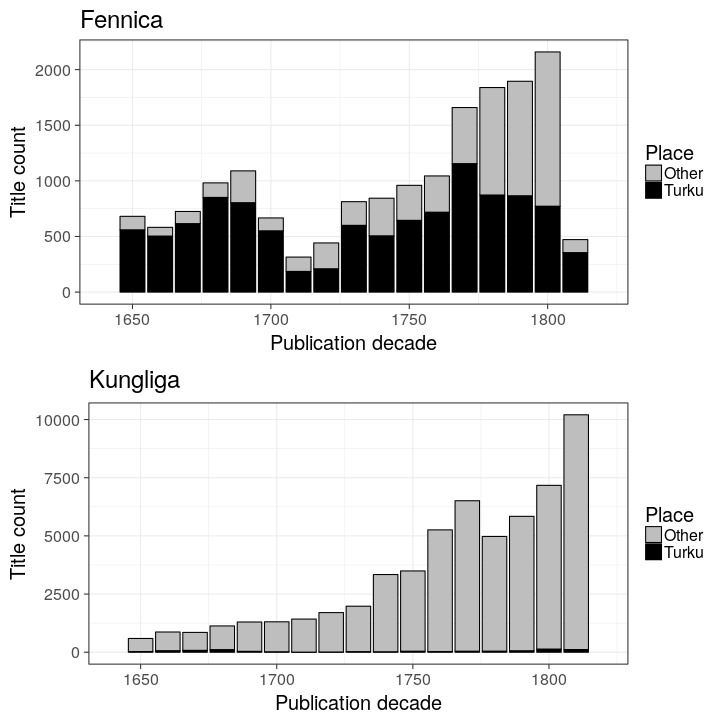 Fennica
Title count
2000
1500
1000
500
0
1650 1700 1750 1800
Publication decade
Place
Other
Turku
Kungliga
Title count
10000
7500
5000
2500
0
1650 1700 1750 1800
Publication decade
Place
Other
Turku